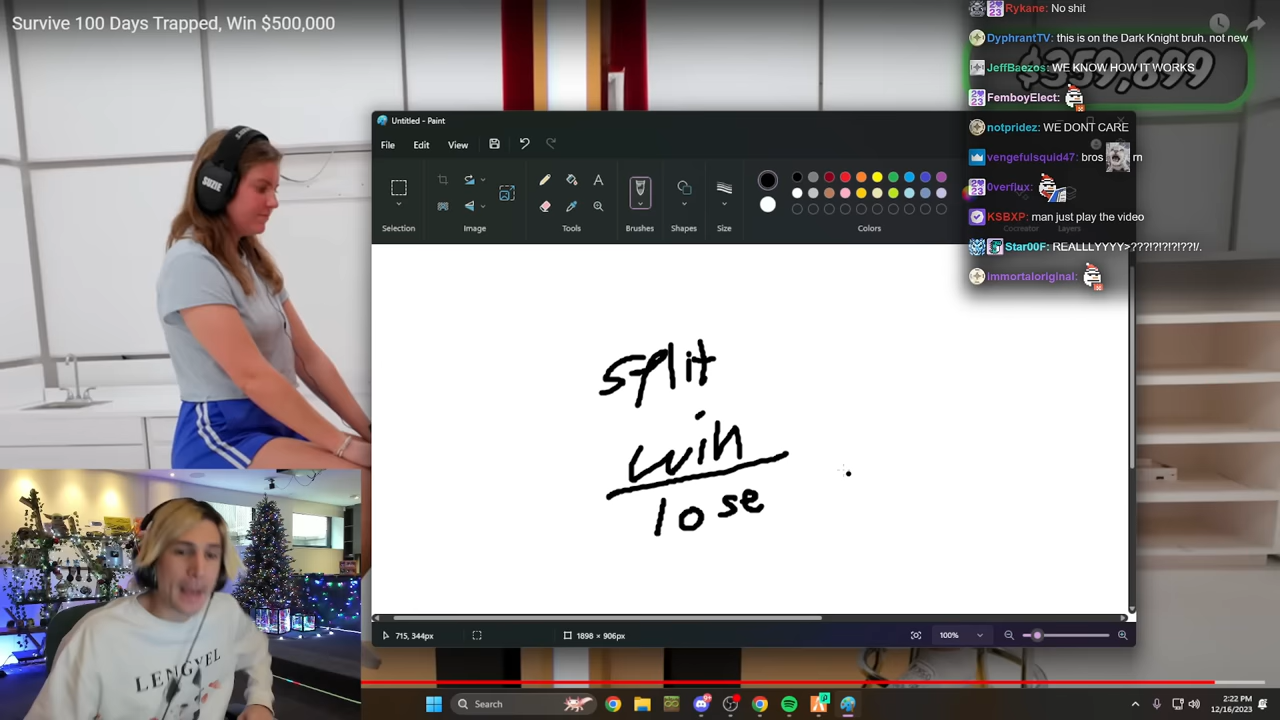 Survive 100 Days Trapped, Win $500,000
$359,899
Rykane: No shit
DyphrantTV: this is on the Dark Knight bruh. not new
JeffBaezos: WE KNOW HOW IT WORKS
FemboyElect:
notpridez: WE DONT CARE
vengefulsquid47: bros m
0verflux:
KSBXP: man just play the video
Star00F: REALLLYYYY>???!?!?!?!??!/.
immortaloriginal:
Untitled - Paint
File Edit View
Selection Image Tools Brushes Shapes Size Colors Cocreator Layers
SUZIE
split
win
lose
LENGYEL
715, 344px 1898 × 906px 100%
Search
2:22 PM
12/16/2023